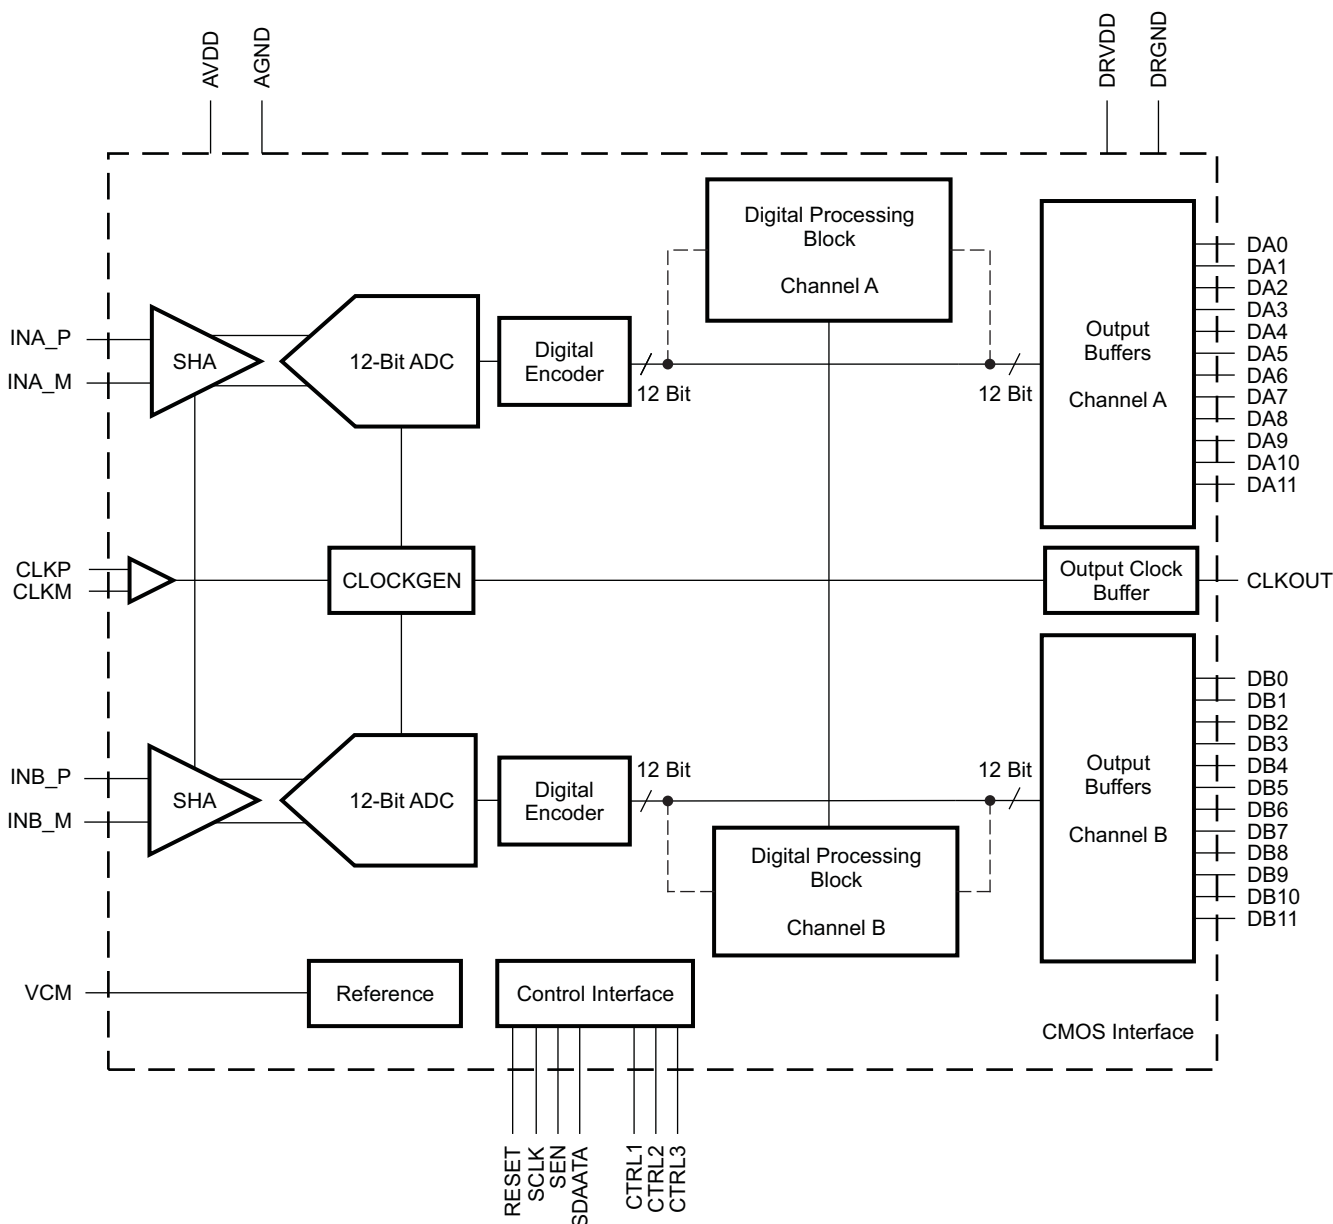 AVDD
AGND
DRVDD
DRGND
Digital Processing
Block
Channel A
INA_P
INA_M
SHA
12-Bit ADC
Digital
Encoder
12 Bit
12 Bit
Output
Buffers
Channel A
DA0
DA1
DA2
DA3
DA4
DA5
DA6
DA7
DA8
DA9
DA10
DA11
CLKP
CLKM
CLOCKGEN
Output Clock
Buffer
CLKOUT
INB_P
INB_M
SHA
12-Bit ADC
Digital
Encoder
12 Bit
12 Bit
Digital Processing
Block
Channel B
Output
Buffers
Channel B
DB0
DB1
DB2
DB3
DB4
DB5
DB6
DB7
DB8
DB9
DB10
DB11
VCM
Reference
Control Interface
CMOS Interface
RESET
SCLK
SEN
SDAATA
CTRL1
CTRL2
CTRL3